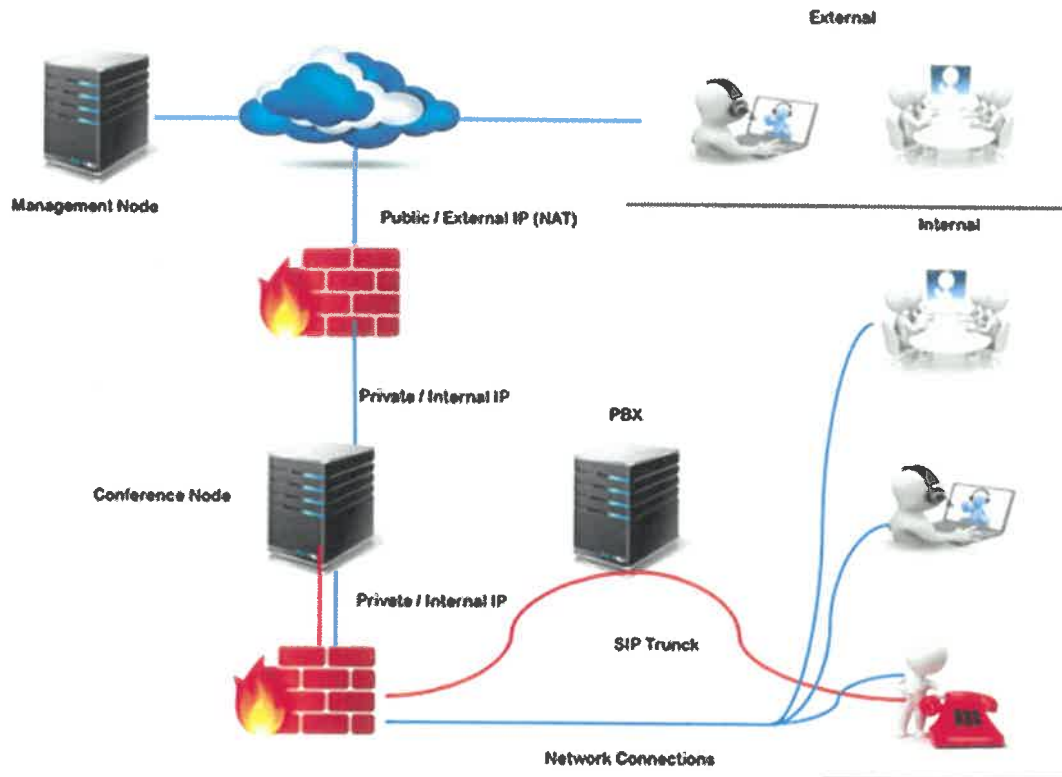 External
Management Node
Public / External IP (NAT)
Internal
Private / Internal IP
PBX
Conference Node
Private / Internal IP
SIP Trunck
Network Connections